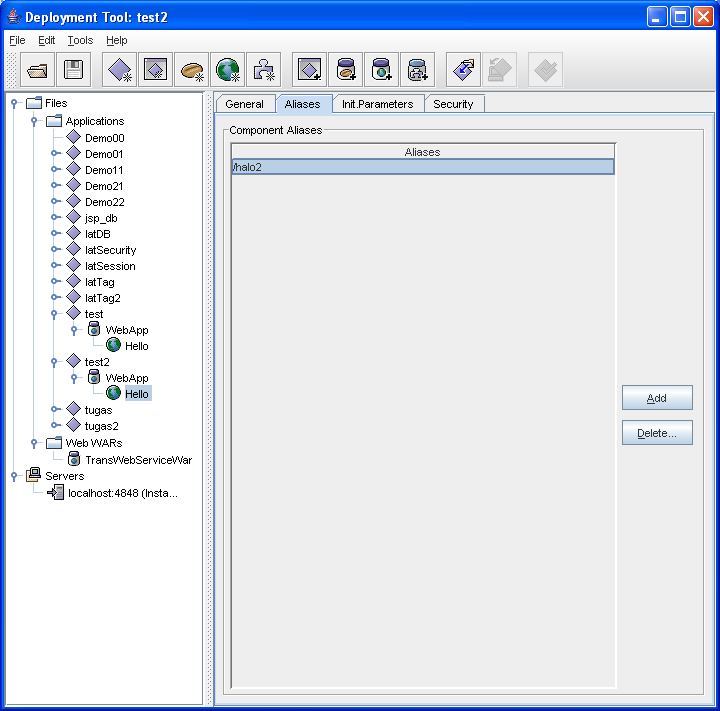 Deployment Tool: test2
File Edit Tools Help
Files
Applications
Demo00
Demo01
Demo11
Demo21
Demo22
jsp_db
latDB
latSecurity
latSession
latTag
latTag2
test
WebApp
Hello
test2
WebApp
Hello
tugas
tugas2
Web WARs
TransWebServiceWar
Servers
localhost:4848 (Insta...
General Aliases Init.Parameters Security
Component Aliases
Aliases
/halo2
Add
Delete...